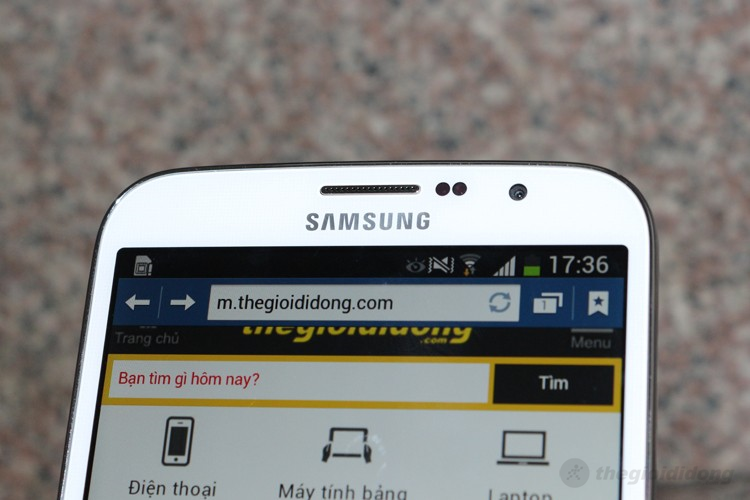 SAMSUNG
17:36
m.thegioididong.com
1
thegioididong
.com
Trang chủ
Menu
Bạn tìm gì hôm nay?
Tìm
Điện thoại
Máy tính bảng
Laptop
thegioididong